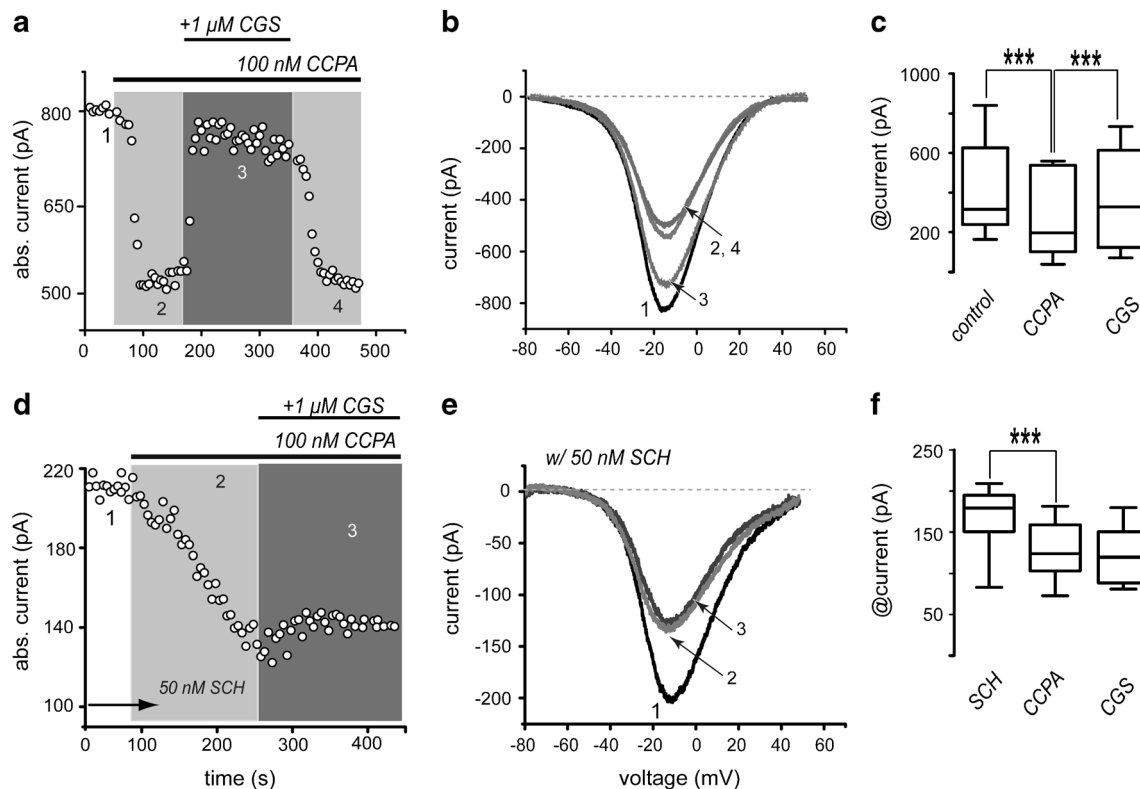 a
+1 µM CGS
100 nM CCPA
abs. current (pA)
800
650
500
1
2
3
4
0 100 200 300 400 500
b
current (pA)
0
-200
-400
-600
-800
2, 4
3
1
-80 -60 -40 -20 0 20 40 60
c
*** ***
@current (pA)
1000
600
200
control CCPA CGS
d
+1 µM CGS
100 nM CCPA
abs. current (pA)
220
180
140
100
1
2
3
50 nM SCH
0 100 200 300 400
time (s)
e
w/ 50 nM SCH
current (pA)
0
-50
-100
-150
-200
3
2
1
-80 -60 -40 -20 0 20 40 60
voltage (mV)
f
***
@current (pA)
250
150
50
SCH CCPA CGS